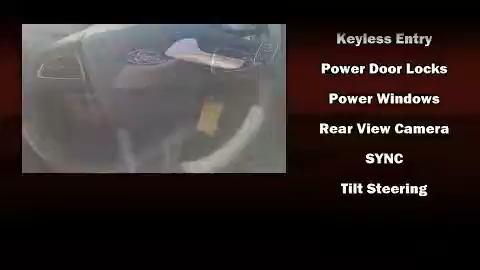 Keyless Entry
Power Door Locks
Power Windows
Rear View Camera
SYNC
Tilt Steering